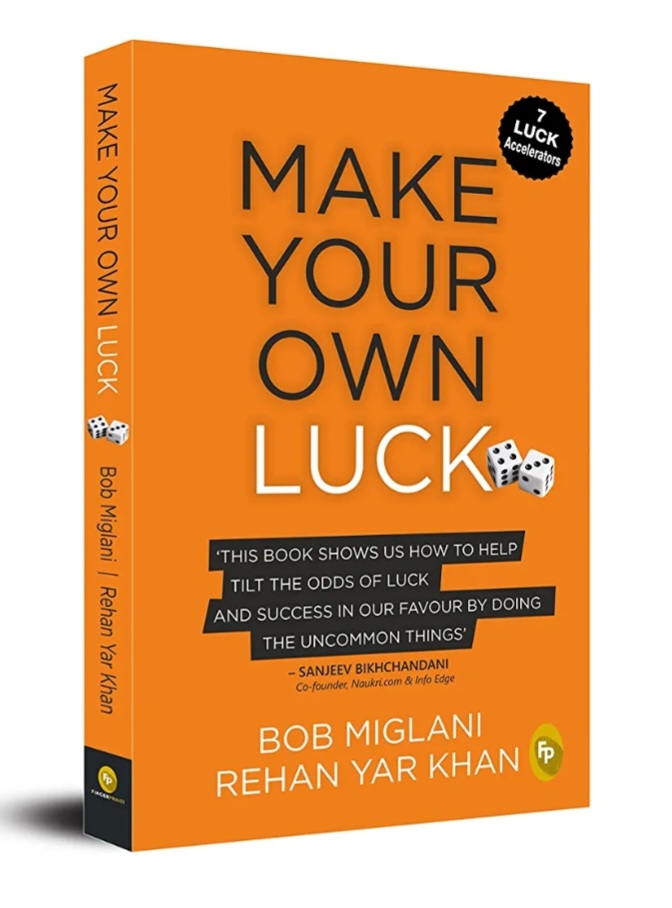 MAKE YOUR OWN LUCK
Bob Miglani | Rehan Yar Khan
Fp
FINGERPRINT
7
LUCK
Accelerators
MAKE
YOUR
OWN
LUCK
‘THIS BOOK SHOWS US HOW TO HELP
TILT THE ODDS OF LUCK
AND SUCCESS IN OUR FAVOUR BY DOING
THE UNCOMMON THINGS’
– SANJEEV BIKHCHANDANI
Co-founder, Naukri.com & Info Edge
BOB MIGLANI
REHAN YAR KHAN
Fp